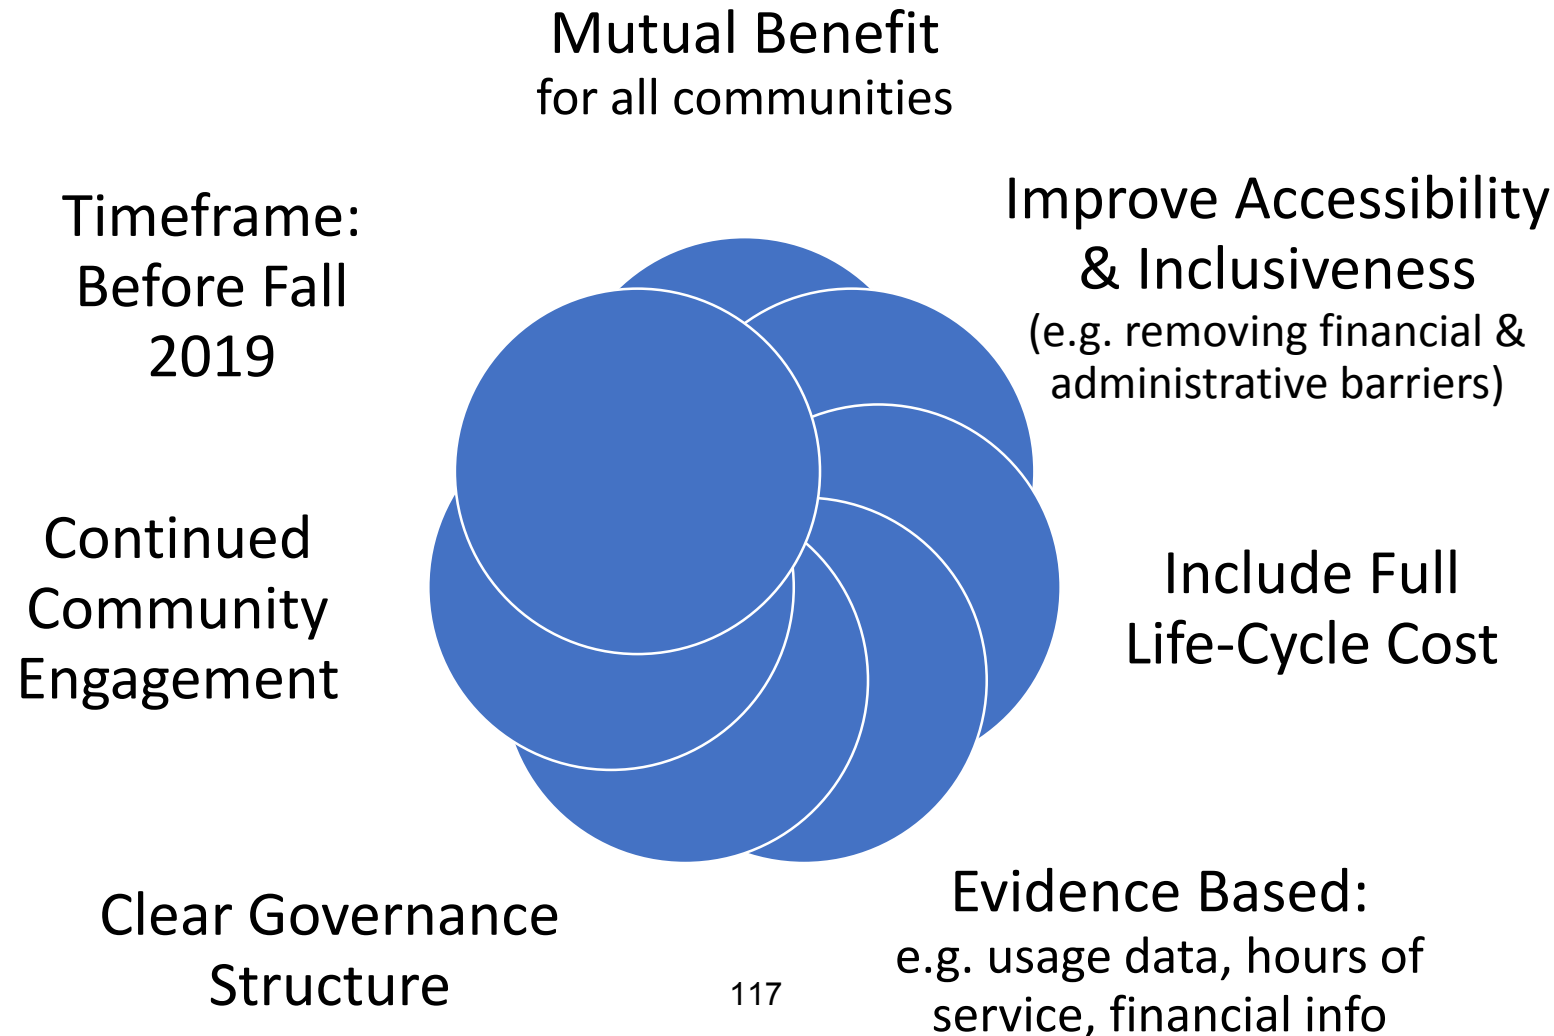 Mutual Benefit
for all communities
Improve Accessibility
& Inclusiveness
(e.g. removing financial &
administrative barriers)
Include Full
Life-Cycle Cost
Evidence Based:
e.g. usage data, hours of
service, financial info
Clear Governance
Structure
Continued
Community
Engagement
Timeframe:
Before Fall
2019
117